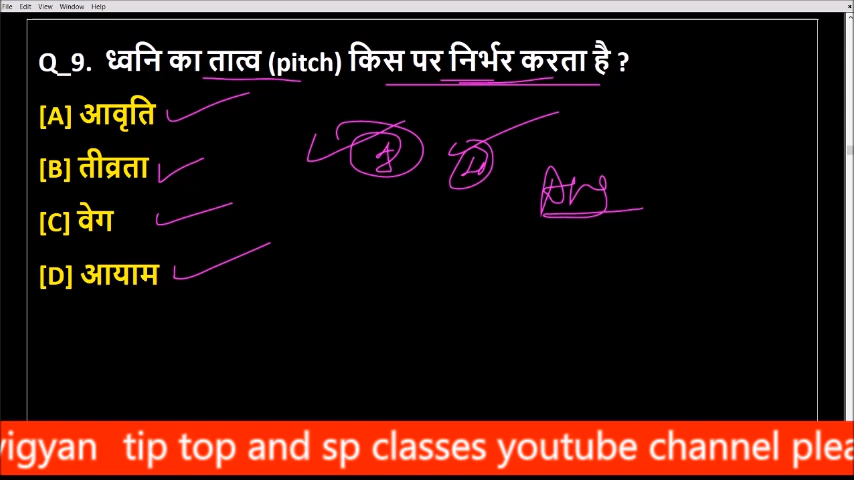 File Edit View Window Help
Q_9. ध्वनि का तात्व (pitch) किस पर निर्भर करता है ?
[A] आवृति
[B] तीव्रता
[C] वेग
[D] आयाम
Ans
vigyan tip top and sp classes youtube channel plea